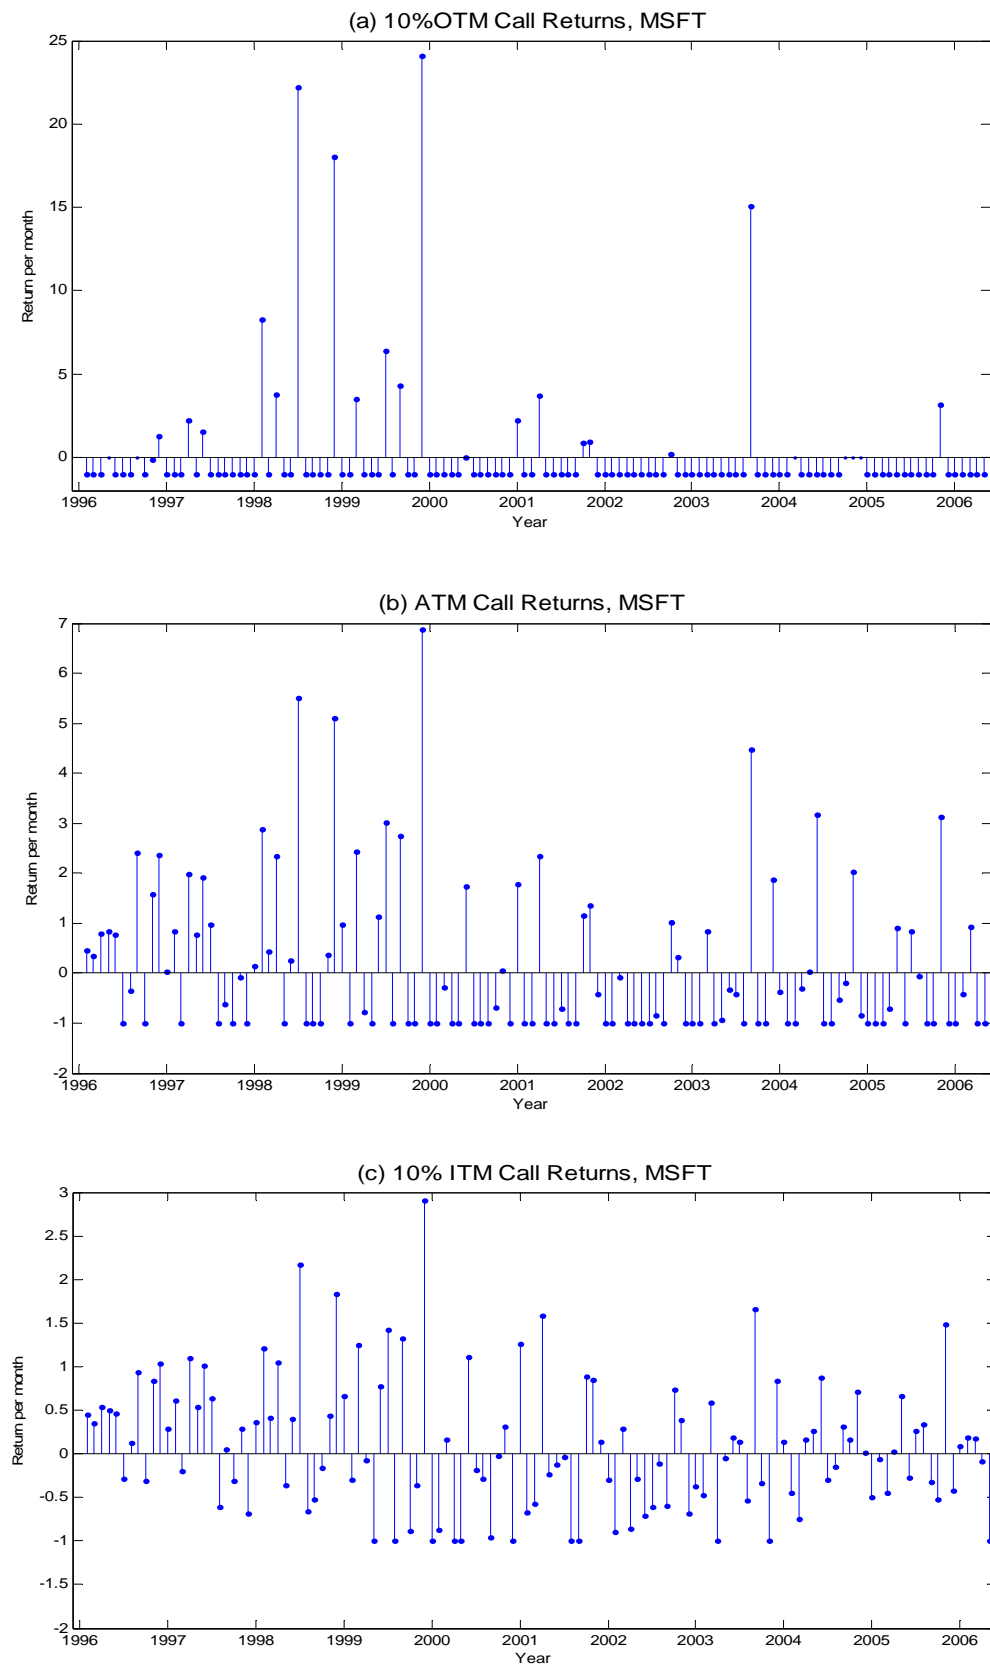 (a) 10%OTM Call Returns, MSFT
25
20
15
10
5
0
Return per month
1996 1997 1998 1999 2000 2001 2002 2003 2004 2005 2006
Year
(b) ATM Call Returns, MSFT
7
6
5
4
3
2
1
0
-1
-2
Return per month
1996 1997 1998 1999 2000 2001 2002 2003 2004 2005 2006
Year
(c) 10% ITM Call Returns, MSFT
3
2.5
2
1.5
1
0.5
0
-0.5
-1
-1.5
-2
Return per month
1996 1997 1998 1999 2000 2001 2002 2003 2004 2005 2006
Year